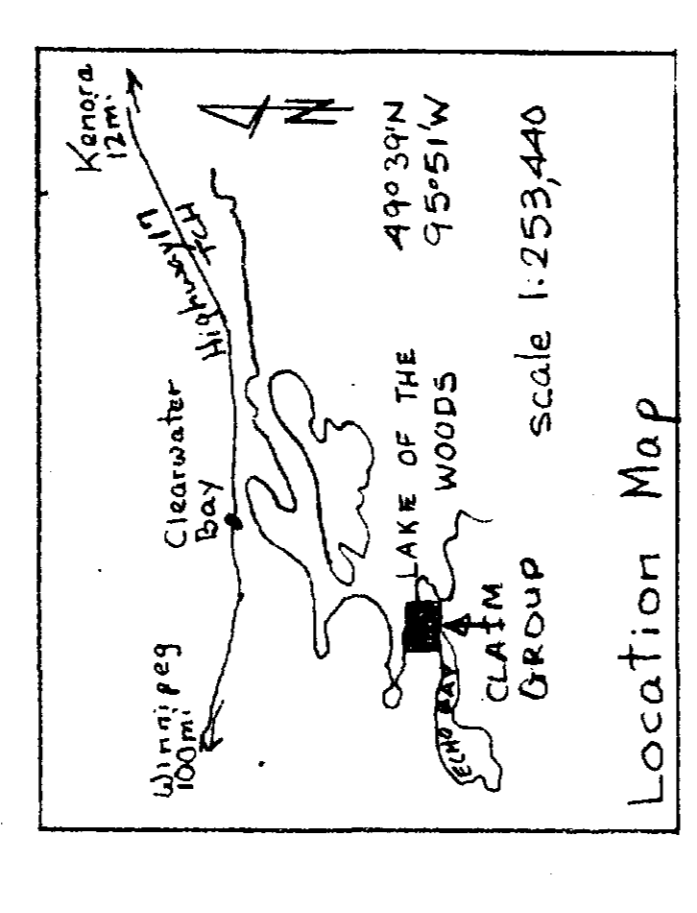 Kenora
12mi.
Winnipeg
100mi
Clearwater
Bay
Highway 17
TCH
N
49°39'N
95°51'W
LAKE OF THE
WOODS
scale 1:253,440
ECHO BAY
CLAIM
GROUP
Location Map